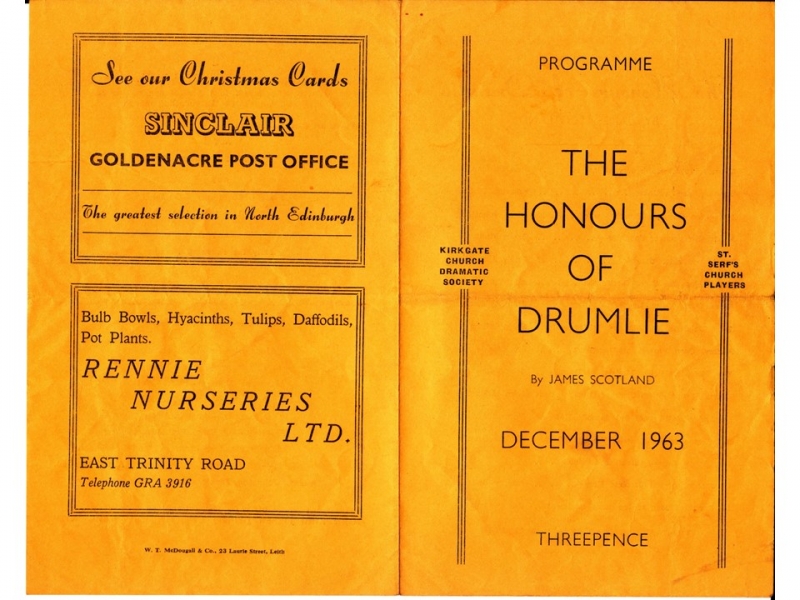 See our Christmas Cards
SINCLAIR
GOLDENACRE POST OFFICE
The greatest selection in North Edinburgh
Bulb Bowls, Hyacinths, Tulips, Daffodils,
Pot Plants.
RENNIE
NURSERIES
LTD.
EAST TRINITY ROAD
Telephone GRA 3916
W. T. McDougall & Co., 23 Laurie Street, Leith
PROGRAMME
THE
HONOURS
OF
DRUMLIE
KIRKGATE
CHURCH
DRAMATIC
SOCIETY
ST.
SERF'S
CHURCH
PLAYERS
By JAMES SCOTLAND
DECEMBER 1963
THREEPENCE